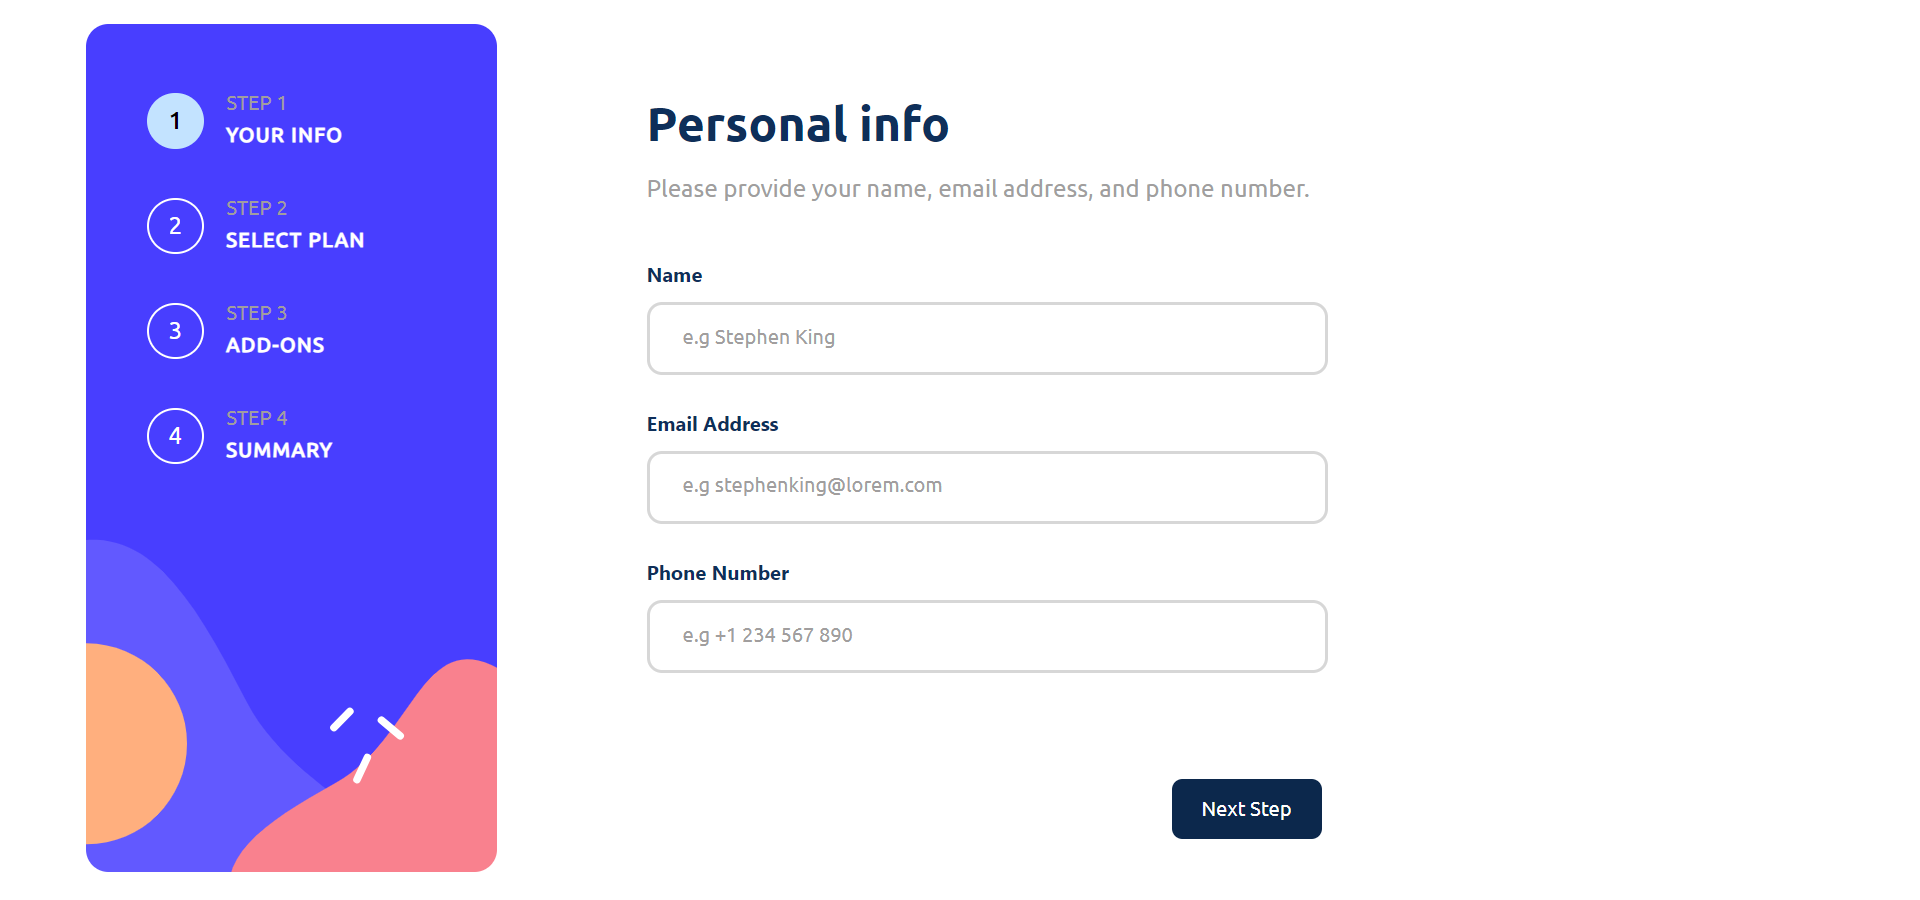 1
STEP 1
YOUR INFO
2
STEP 2
SELECT PLAN
3
STEP 3
ADD-ONS
4
STEP 4
SUMMARY
Personal info
Please provide your name, email address, and phone number.
Name
e.g Stephen King
Email Address
e.g stephenking@lorem.com
Phone Number
e.g +1 234 567 890
Next Step